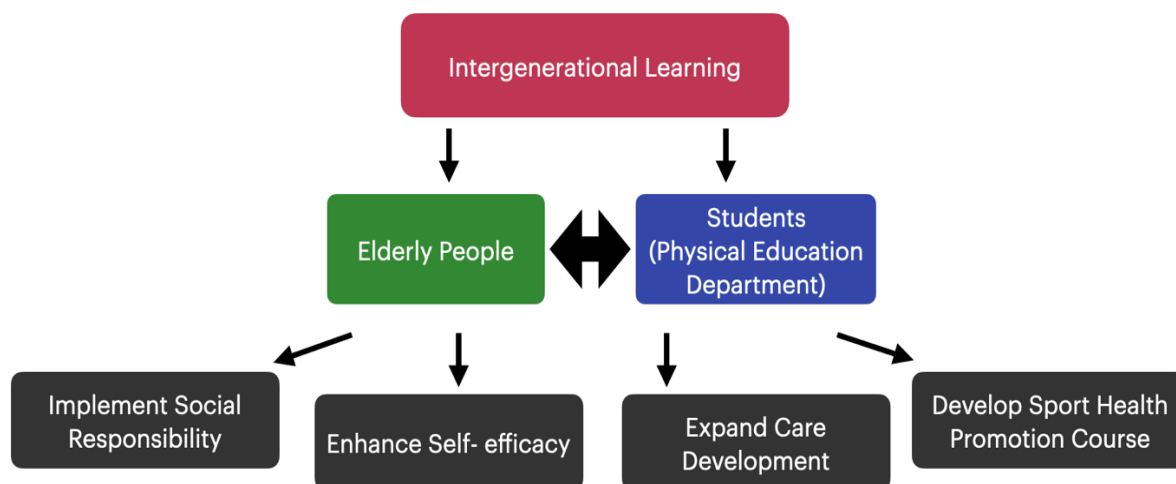 Intergenerational Learning
Elderly People
Students
(Physical Education
Department)
Implement Social
Responsibility
Enhance Self- efficacy
Expand Care
Development
Develop Sport Health
Promotion Course